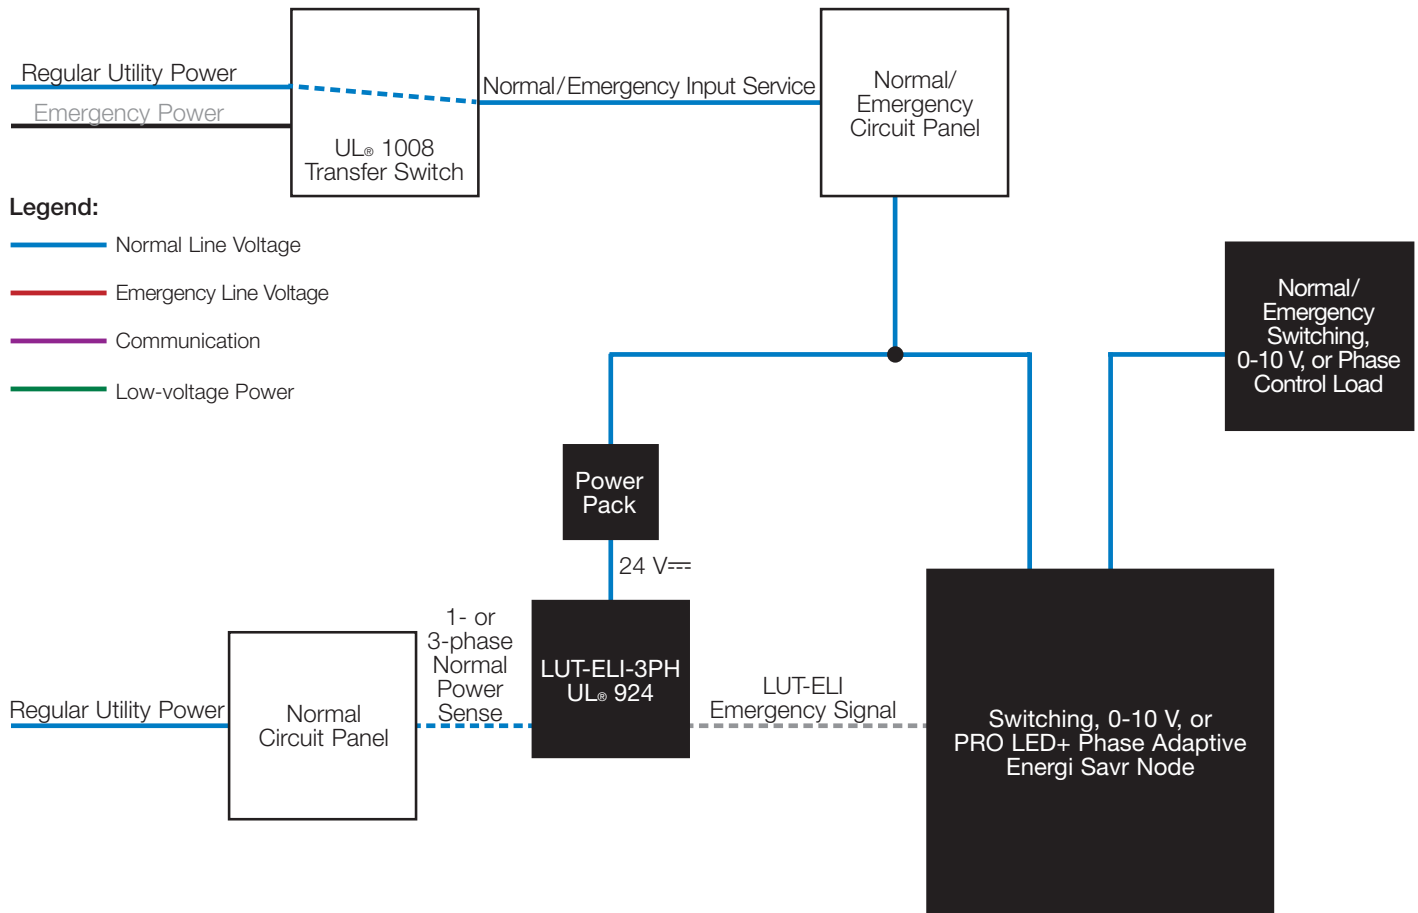 Regular Utility Power
Emergency Power
UL® 1008
Transfer Switch
Normal/Emergency Input Service
Normal/
Emergency
Circuit Panel
Legend:
Normal Line Voltage
Emergency Line Voltage
Communication
Low-voltage Power
Normal/
Emergency
Switching,
0-10 V, or Phase
Control Load
Power
Pack
24 V⎓
1- or
3-phase
Normal
Power
Sense
LUT-ELI-3PH
UL® 924
LUT-ELI
Emergency Signal
Regular Utility Power
Normal
Circuit Panel
Switching, 0-10 V, or
PRO LED+ Phase Adaptive
Energi Savr Node